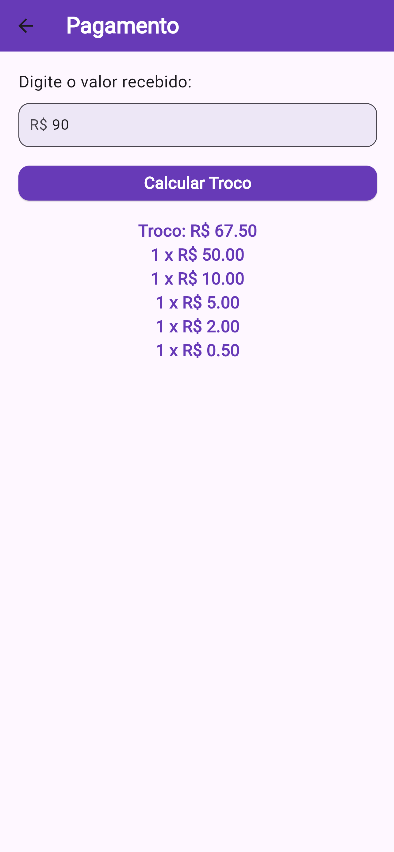 Pagamento
Digite o valor recebido:
R$ 90
Calcular Troco
Troco: R$ 67.50
1 x R$ 50.00
1 x R$ 10.00
1 x R$ 5.00
1 x R$ 2.00
1 x R$ 0.50